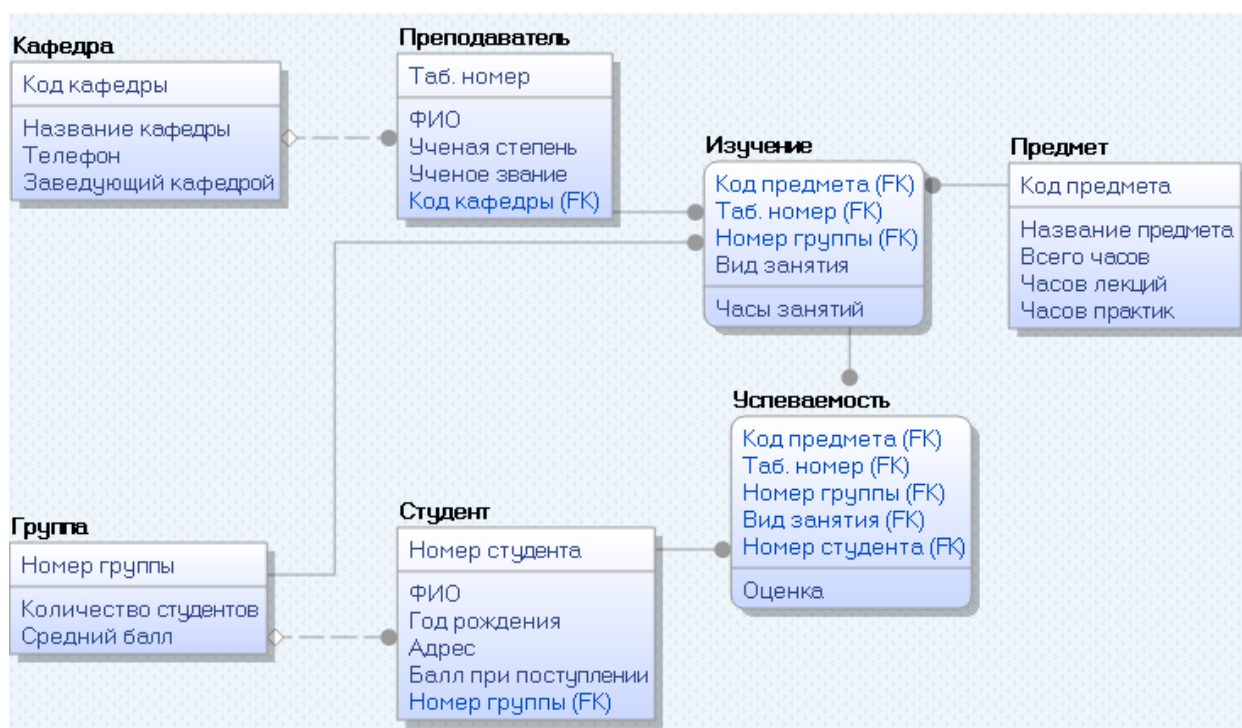 Кафедра
Код кафедры
Название кафедры
Телефон
Заведующий кафедрой
Преподаватель
Таб. номер
ФИО
Ученая степень
Ученое звание
Код кафедры (FK)
Изучение
Код предмета (FK)
Таб. номер (FK)
Номер группы (FK)
Вид занятия
Часы занятий
Предмет
Код предмета
Название предмета
Всего часов
Часов лекций
Часов практик
Успеваемость
Код предмета (FK)
Таб. номер (FK)
Номер группы (FK)
Вид занятия (FK)
Номер студента (FK)
Оценка
Группа
Номер группы
Количество студентов
Средний балл
Студент
Номер студента
ФИО
Год рождения
Адрес
Балл при поступлении
Номер группы (FK)